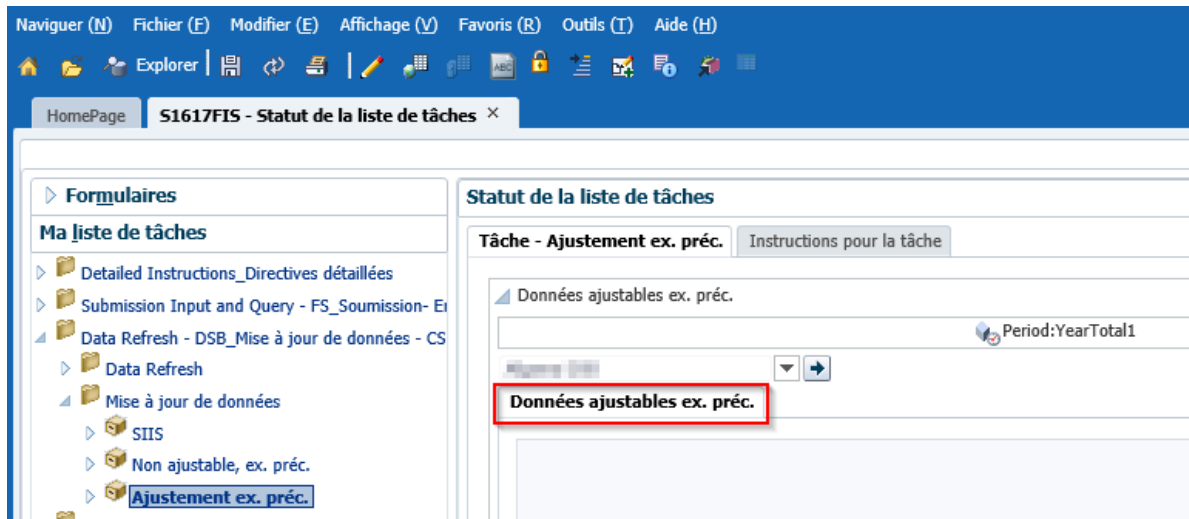 Naviguer (N) Fichier (F) Modifier (E) Affichage (V) Favoris (R) Outils (T) Aide (H)
Explorer ABC
HomePage S1617FIS - Statut de la liste de tâches ×
Formulaires
Ma liste de tâches
Detailed Instructions_Directives détaillées
Submission Input and Query - FS_Soumission-
Data Refresh - DSB_Mise à jour de données - CS
Data Refresh
Mise à jour de données
SIIS
Non ajustable, ex. préc.
Ajustement ex. préc.
Statut de la liste de tâches
Tâche - Ajustement ex. préc. Instructions pour la tâche
Données ajustables ex. préc.
Period:YearTotal1
Données ajustables ex. préc.